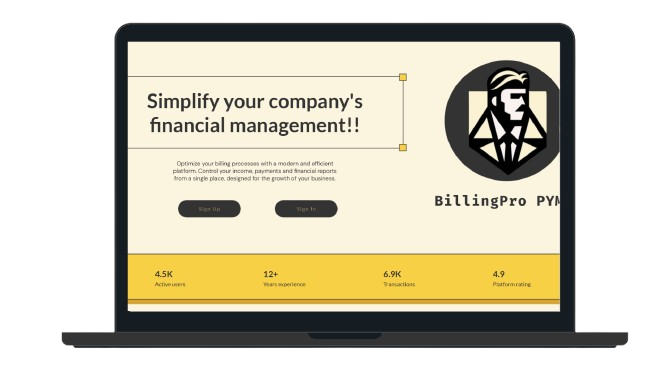 Simplify your company's
financial management!!
Optimize your billing processes with a modern and efficient
platform. Control your income, payments and financial reports
from a single place, designed for the growth of your business.
Sign Up
Sign In
BillingPro PYM
4.5K
Active users
12+
Years experience
6.9K
Transactions
4.9
Platform rating